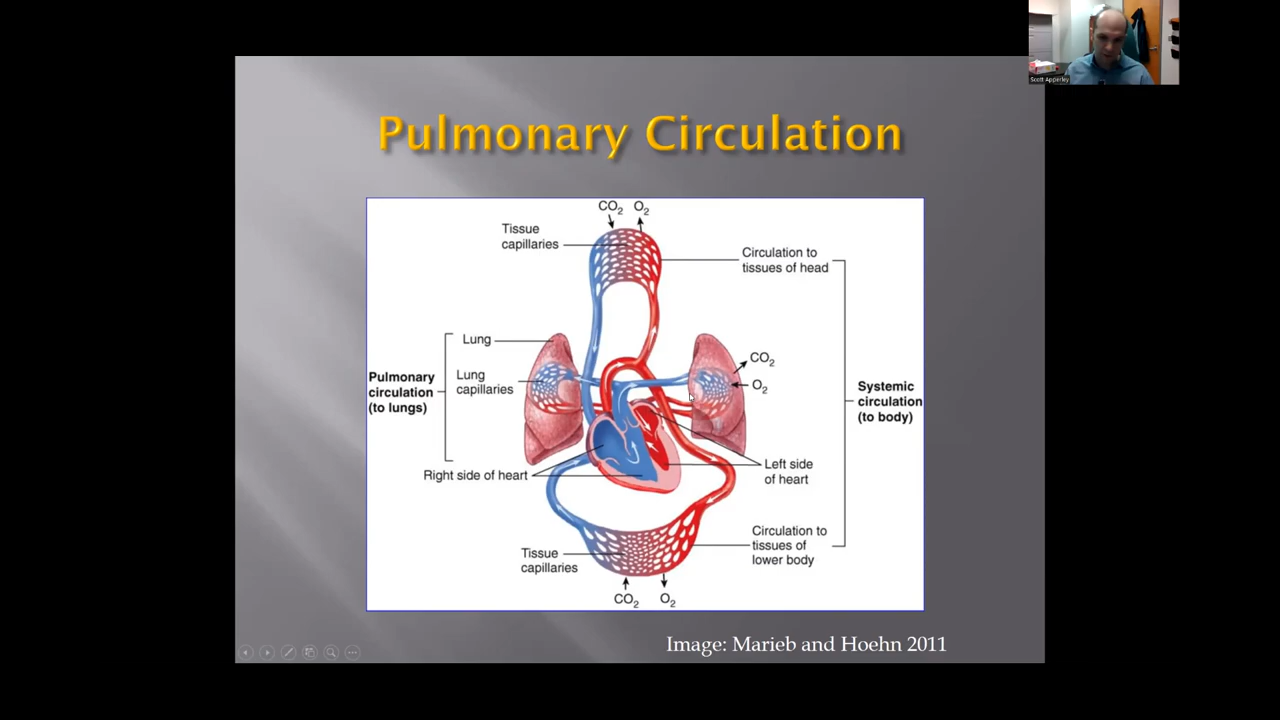 Scott Apperley
Pulmonary Circulation
CO2 O2
Tissue
capillaries
Circulation to
tissues of head
Lung
Lung
capillaries
Pulmonary
circulation
(to lungs)
CO2
O2
Systemic
circulation
(to body)
Right side of heart
Left side
of heart
Circulation to
tissues of
lower body
Tissue
capillaries
CO2 O2
Image: Marieb and Hoehn 2011